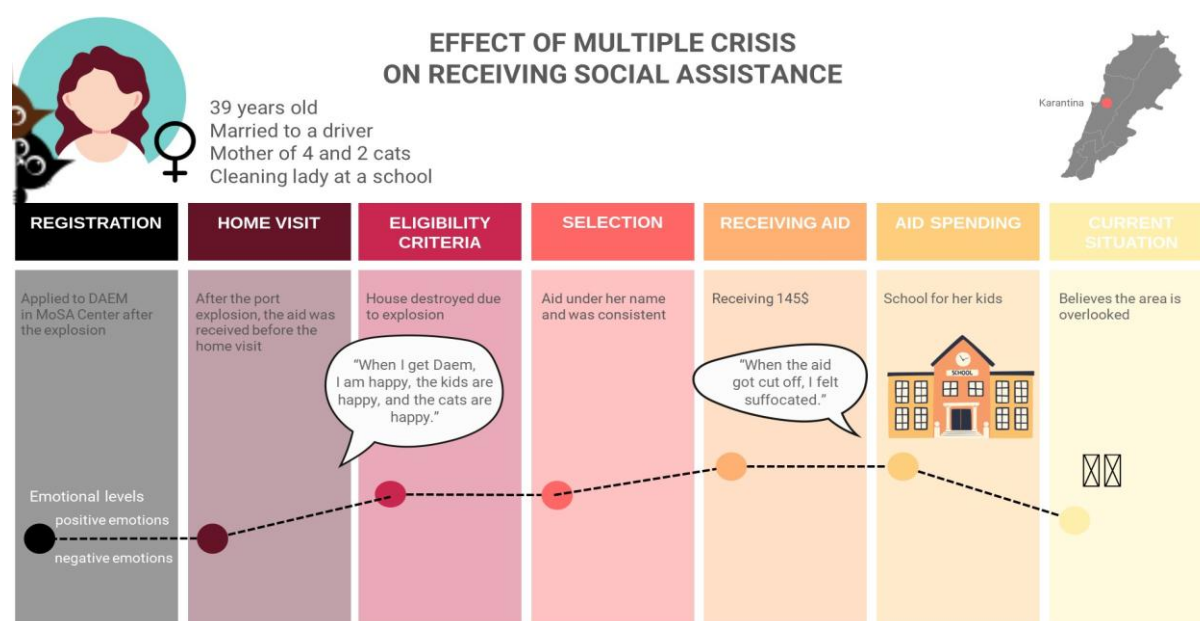 EFFECT OF MULTIPLE CRISIS
ON RECEIVING SOCIAL ASSISTANCE
39 years old
Married to a driver
Mother of 4 and 2 cats
Cleaning lady at a school
Karantina
REGISTRATION
HOME VISIT
ELIGIBILITY
CRITERIA
SELECTION
RECEIVING AID
AID SPENDING
CURRENT
SITUATION
Applied to DAEM
in MoSA Center after
the explosion
After the port
explosion, the aid was
received before the
home visit
House destroyed due
to explosion
Aid under her name
and was consistent
Receiving 145$
School for her kids
Believes the area is
overlooked
“When I get Daem,
I am happy, the kids are
happy, and the cats are
happy.”
“When the aid
got cut off, I felt
suffocated.”
SCHOOL
Emotional levels
positive emotions
negative emotions